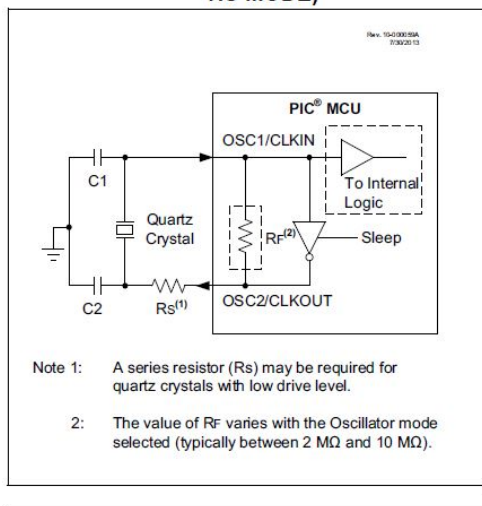 Rev. 10-000059A
7/30/2013
PIC® MCU
OSC1/CLKIN
C1
To Internal
Logic
Quartz
Crystal
RF(2)
Sleep
C2
RS(1)
OSC2/CLKOUT
Note 1: A series resistor (Rs) may be required for
quartz crystals with low drive level.
2: The value of RF varies with the Oscillator mode
selected (typically between 2 MΩ and 10 MΩ).